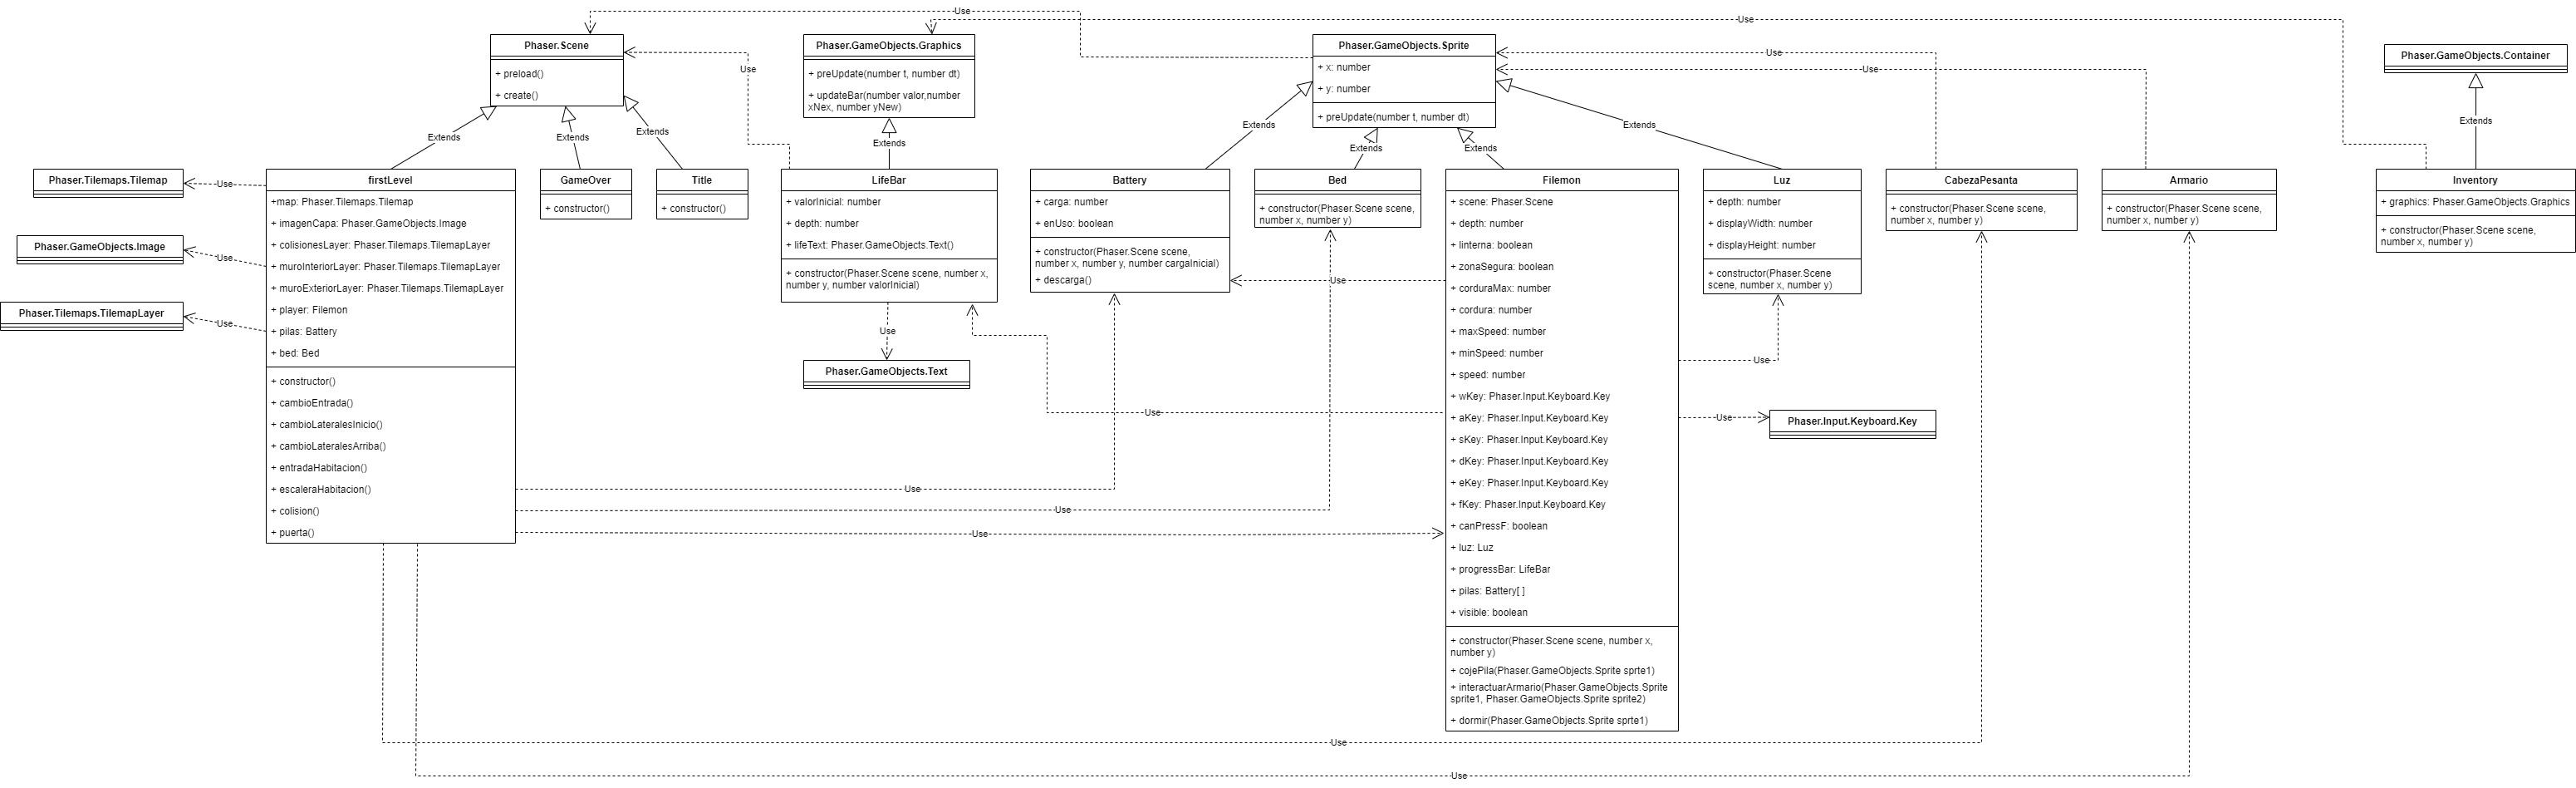 Use
Use
Phaser.Scene
+ preload()
+ create()
Phaser.GameObjects.Graphics
+ preUpdate(number t, number dt)
+ updateBar(number valor,number
xNex, number yNew)
Phaser.GameObjects.Sprite
+ x: number
+ y: number
+ preUpdate(number t, number dt)
Phaser.GameObjects.Container
Use
Use
Use
Extends
Extends
Extends
Extends
Extends
Extends
Extends
Extends
Extends
Phaser.Tilemaps.Tilemap
Use
Phaser.GameObjects.Image
Use
Phaser.Tilemaps.TilemapLayer
Use
firstLevel
+map: Phaser.Tilemaps.Tilemap
+ imagenCapa: Phaser.GameObjects.Image
+ colisionesLayer: Phaser.Tilemaps.TilemapLayer
+ muroInteriorLayer: Phaser.Tilemaps.TilemapLayer
+ muroExteriorLayer: Phaser.Tilemaps.TilemapLayer
+ player: Filemon
+ pilas: Battery
+ bed: Bed
+ constructor()
+ cambioEntrada()
+ cambioLateralesInicio()
+ cambioLateralesArriba()
+ entradaHabitacion()
+ escaleraHabitacion()
+ colision()
+ puerta()
GameOver
+ constructor()
Title
+ constructor()
LifeBar
+ valorInicial: number
+ depth: number
+ lifeText: Phaser.GameObjects.Text()
+ constructor(Phaser.Scene scene, number x,
number y, number valorInicial)
Use
Phaser.GameObjects.Text
Battery
+ carga: number
+ enUso: boolean
+ constructor(Phaser.Scene scene,
number x, number y, number cargaInicial)
+ descarga()
Bed
+ constructor(Phaser.Scene scene,
number x, number y)
Use
Filemon
+ scene: Phaser.Scene
+ depth: number
+ linterna: boolean
+ zonaSegura: boolean
+ corduraMax: number
+ cordura: number
+ maxSpeed: number
+ minSpeed: number
+ speed: number
+ wKey: Phaser.Input.Keyboard.Key
+ aKey: Phaser.Input.Keyboard.Key
+ sKey: Phaser.Input.Keyboard.Key
+ dKey: Phaser.Input.Keyboard.Key
+ eKey: Phaser.Input.Keyboard.Key
+ fKey: Phaser.Input.Keyboard.Key
+ canPressF: boolean
+ luz: Luz
+ progressBar: LifeBar
+ pilas: Battery[ ]
+ visible: boolean
+ constructor(Phaser.Scene scene, number x,
number y)
+ cojePila(Phaser.GameObjects.Sprite sprte1)
+ interactuarArmario(Phaser.GameObjects.Sprite
sprite1, Phaser.GameObjects.Sprite sprite2)
+ dormir(Phaser.GameObjects.Sprite sprte1)
Luz
+ depth: number
+ displayWidth: number
+ displayHeight: number
+ constructor(Phaser.Scene
scene, number x, number y)
Use
Use
Phaser.Input.Keyboard.Key
CabezaPesanta
+ constructor(Phaser.Scene scene,
number x, number y)
Armario
+ constructor(Phaser.Scene scene,
number x, number y)
Inventory
+ graphics: Phaser.GameObjects.Graphics
+ constructor(Phaser.Scene scene,
number x, number y)
Use
Use
Use
Use
Use
Use